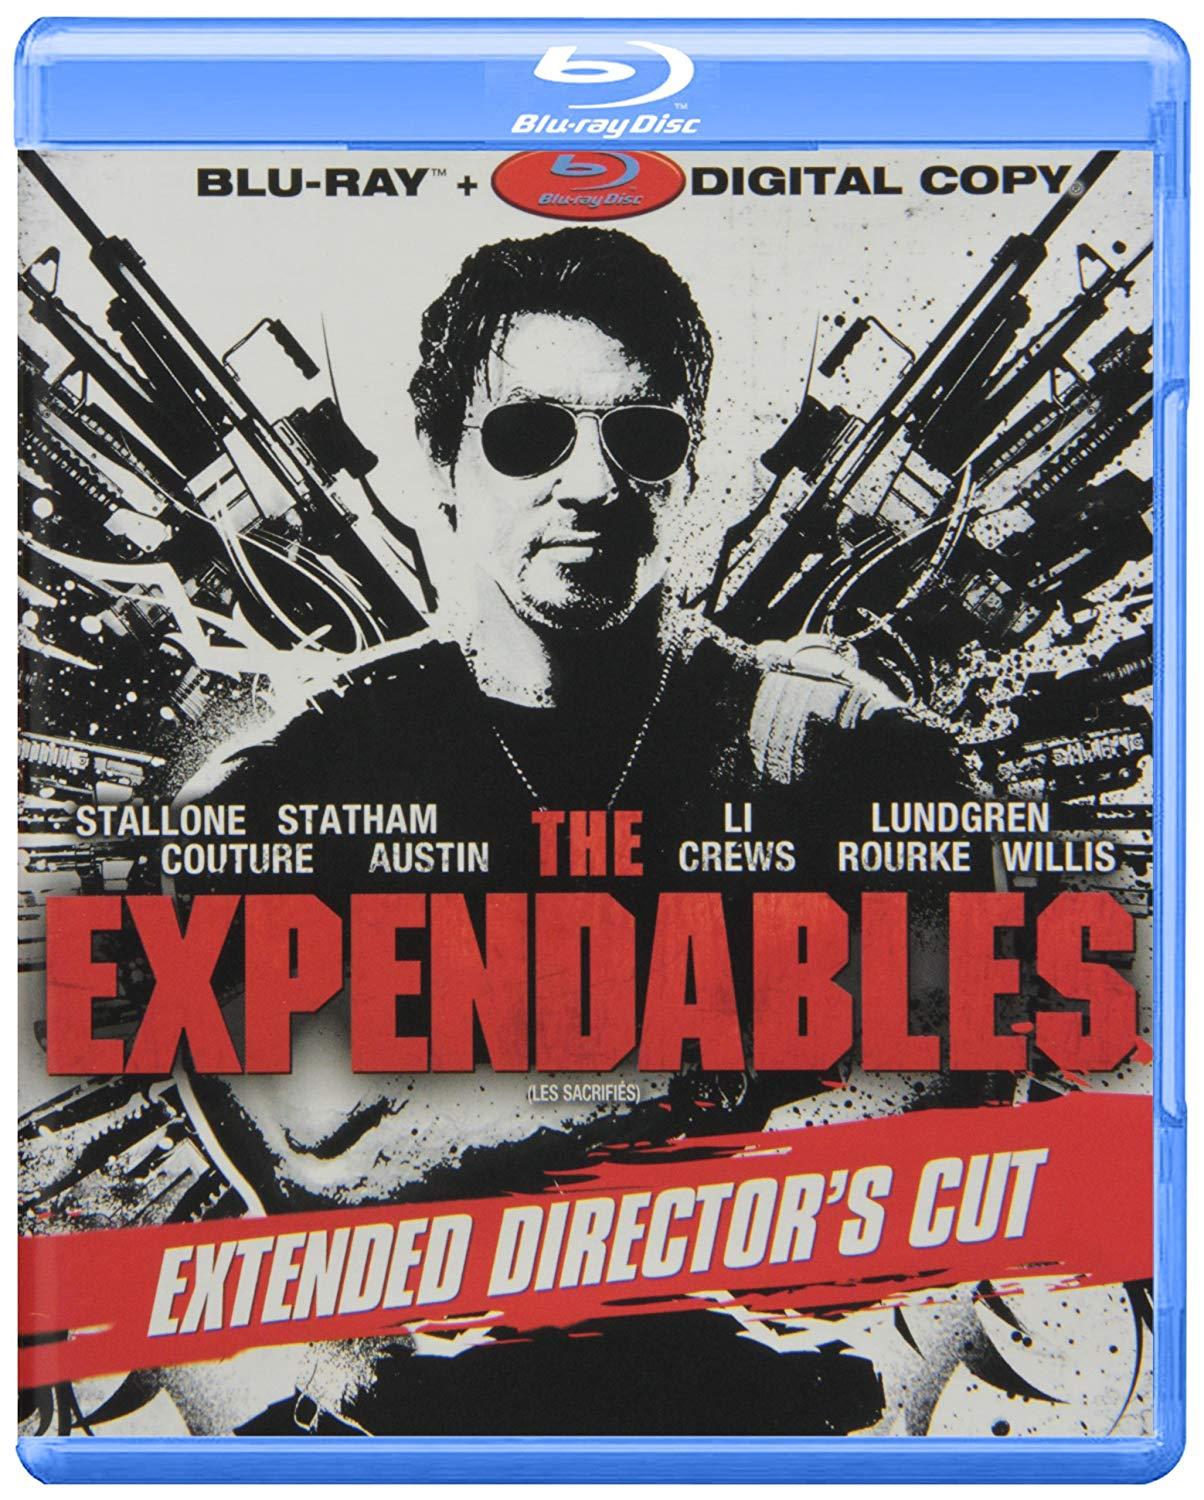 Blu-ray Disc™
BLU-RAY™ + Blu-ray Disc DIGITAL COPY
STALLONE STATHAM LI LUNDGREN
COUTURE AUSTIN CREWS ROURKE WILLIS
THE
EXPENDABLES
(LES SACRIFIÉS)
EXTENDED DIRECTOR'S CUT